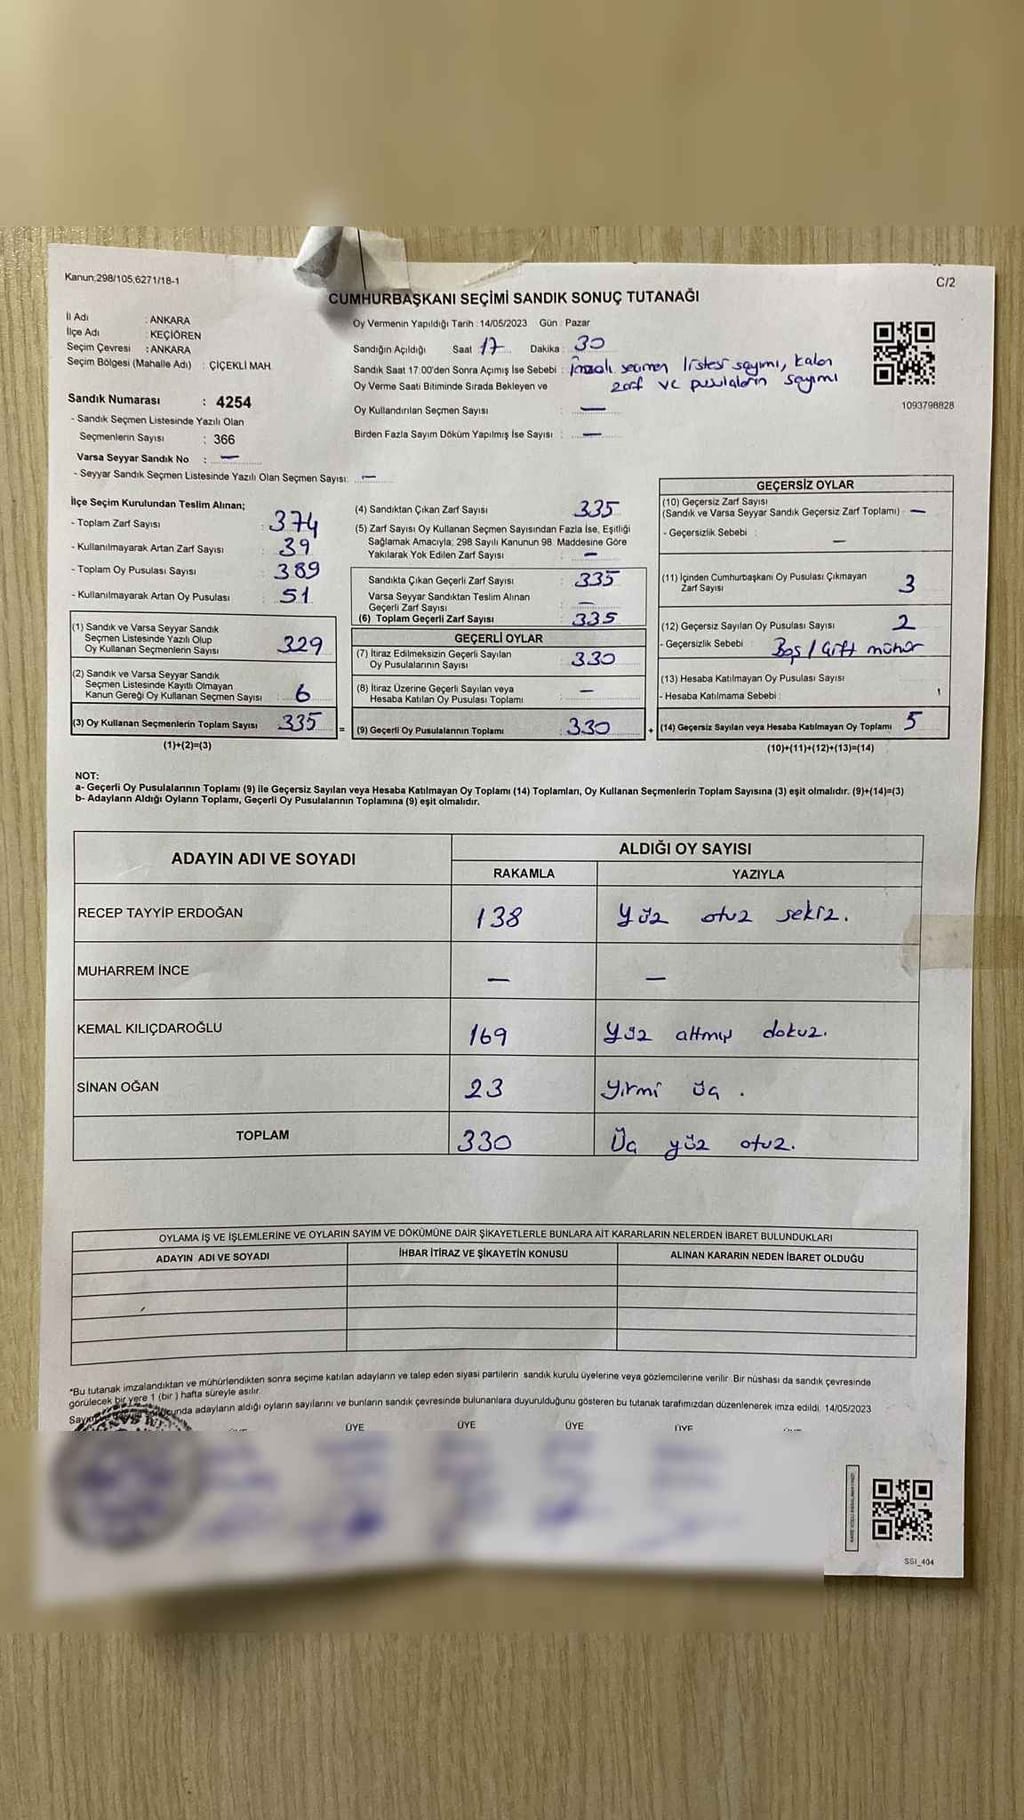 Kanun;298/105,6271/18-1
C/2
CUMHURBAŞKANI SEÇİMİ SANDIK SONUÇ TUTANAĞI
İl Adı : ANKARA
İlçe Adı : KEÇİÖREN
Seçim Çevresi : ANKARA
Seçim Bölgesi (Mahalle Adı) : ÇİÇEKLİ MAH.
Sandık Numarası : 4254
- Sandık Seçmen Listesinde Yazılı Olan
Seçmenlerin Sayısı : 366
Varsa Seyyar Sandık No : —
- Seyyar Sandık Seçmen Listesinde Yazılı Olan Seçmen Sayısı: —
Oy Vermenin Yapıldığı Tarih : 14/05/2023 Gün : Pazar
Sandığın Açıldığı Saat 17 Dakika : 30
Sandık Saat 17:00'den Sonra Açımış İse Sebebi : İmzalı seçmen listesi sayımı, kalan
Oy Verme Saati Bitiminde Sırada Bekleyen ve zarf ve pusulaların sayımı
Oy Kullandırılan Seçmen Sayısı : —
Birden Fazla Sayım Döküm Yapılmış İse Sayısı : —
1093798828
İlçe Seçim Kurulundan Teslim Alınan;
- Toplam Zarf Sayısı : 374
- Kullanılmayarak Artan Zarf Sayısı : 39
- Toplam Oy Pusulası Sayısı : 389
- Kullanılmayarak Artan Oy Pusulası : 51
(1) Sandık ve Varsa Seyyar Sandık
Seçmen Listesinde Yazılı Olup
Oy Kullanan Seçmenlerin Sayısı : 329
(2) Sandık ve Varsa Seyyar Sandık
Seçmen Listesinde Kayıtlı Olmayan
Kanun Gereği Oy Kullanan Seçmen Sayısı : 6
(3) Oy Kullanan Seçmenlerin Toplam Sayısı 335
(1)+(2)=(3)
(4) Sandıktan Çıkan Zarf Sayısı : 335
(5) Zarf Sayısı Oy Kullanan Seçmen Sayısından Fazla İse, Eşitliği
Sağlamak Amacıyla, 298 Sayılı Kanunun 98. Maddesine Göre
Yakılarak Yok Edilen Zarf Sayısı : —
Sandıkta Çıkan Geçerli Zarf Sayısı : 335
Varsa Seyyar Sandıktan Teslim Alınan
Geçerli Zarf Sayısı : —
(6) Toplam Geçerli Zarf Sayısı : 335
GEÇERLİ OYLAR
(7) İtiraz Edilmeksizin Geçerli Sayılan
Oy Pusulalarının Sayısı : 330
(8) İtiraz Üzerine Geçerli Sayılan veya
Hesaba Katılan Oy Pusulası Toplamı : —
= (9) Geçerli Oy Pusulalarının Toplamı : 330
GEÇERSİZ OYLAR
(10) Geçersiz Zarf Sayısı
(Sandık ve Varsa Seyyar Sandık Geçersiz Zarf Toplamı) : —
- Geçersizlik Sebebi : —
(11) İçinden Cumhurbaşkanı Oy Pusulası Çıkmayan
Zarf Sayısı : 3
(12) Geçersiz Sayılan Oy Pusulası Sayısı : 2
- Geçersizlik Sebebi : Boş / Çift mühür
(13) Hesaba Katılmayan Oy Pusulası Sayısı :
- Hesaba Katılmama Sebebi :
+ (14) Geçersiz Sayılan veya Hesaba Katılmayan Oy Toplamı : 5
(10)+(11)+(12)+(13)=(14)
NOT:
a- Geçerli Oy Pusulalarının Toplamı (9) ile Geçersiz Sayılan veya Hesaba Katılmayan Oy Toplamı (14) Toplamları, Oy Kullanan Seçmenlerin Toplam Sayısına (3) eşit olmalıdır. (9)+(14)=(3)
b- Adayların Aldığı Oyların Toplamı, Geçerli Oy Pusulalarının Toplamına (9) eşit olmalıdır.
ADAYIN ADI VE SOYADI ALDIĞI OY SAYISI
RAKAMLA YAZIYLA
RECEP TAYYİP ERDOĞAN 138 Yüz otuz sekiz.
MUHARREM İNCE — —
KEMAL KILIÇDAROĞLU 169 Yüz altmış dokuz.
SİNAN OĞAN 23 Yirmi üç.
TOPLAM 330 Üç yüz otuz.
OYLAMA İŞ VE İŞLEMLERİNE VE OYLARIN SAYIM VE DÖKÜMÜNE DAİR ŞİKAYETLERLE BUNLARA AİT KARARLARIN NELERDEN İBARET BULUNDUKLARI
ADAYIN ADI VE SOYADI İHBAR İTİRAZ VE ŞİKAYETİN KONUSU ALINAN KARARIN NEDEN İBARET OLDUĞU
*Bu tutanak imzalandıktan ve mühürlendikten sonra seçime katılan adayların ve talep eden siyasi partilerin sandık kurulu üyelerine veya gözlemcilerine verilir. Bir nüshası da sandık çevresinde
görülecek bir yere 1 (bir) hafta süreyle asılır.
adayların aldığı oyların sayılarını ve bunların sandık çevresinde bulunanlara duyurulduğunu gösteren bu tutanak tarafımızdan düzenlenerek imza edildi. 14/05/2023
ÜYE ÜYE ÜYE ÜYE
SSI_404